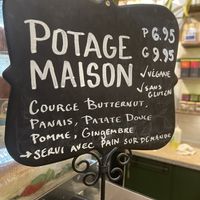 POTAGE MAISON
P 6.95
G 9.95
✓ VÉGANE
✓ SANS GLUTEN
COURGE BUTTERNUT,
PANAIS, PATATE DOUCE
POMME, GINGEMBRE
→ SERVI AVEC PAIN SUR DEMANDE